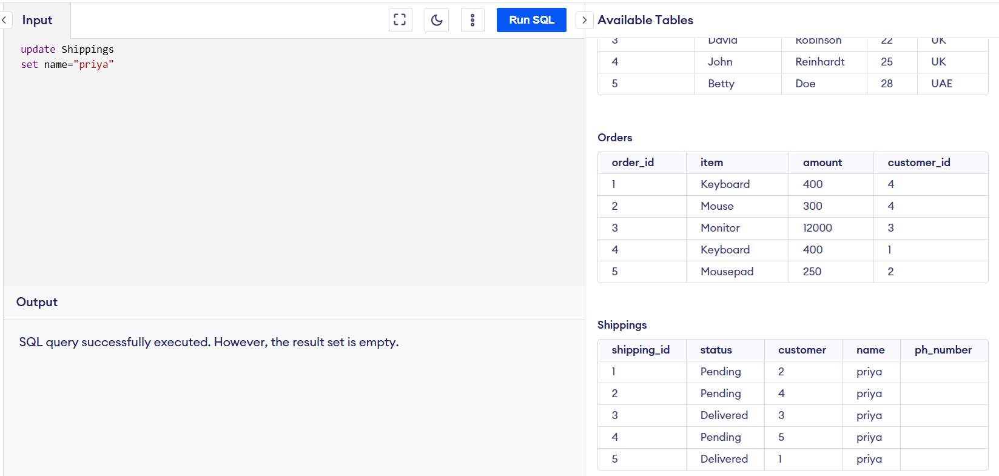 Input
Run SQL
Available Tables
update Shippings
set name="priya"
3 David Robinson 22 UK
4 John Reinhardt 25 UK
5 Betty Doe 28 UAE
Orders
order_id item amount customer_id
1 Keyboard 400 4
2 Mouse 300 4
3 Monitor 12000 3
4 Keyboard 400 1
5 Mousepad 250 2
Output
SQL query successfully executed. However, the result set is empty.
Shippings
shipping_id status customer name ph_number
1 Pending 2 priya
2 Pending 4 priya
3 Delivered 3 priya
4 Pending 5 priya
5 Delivered 1 priya